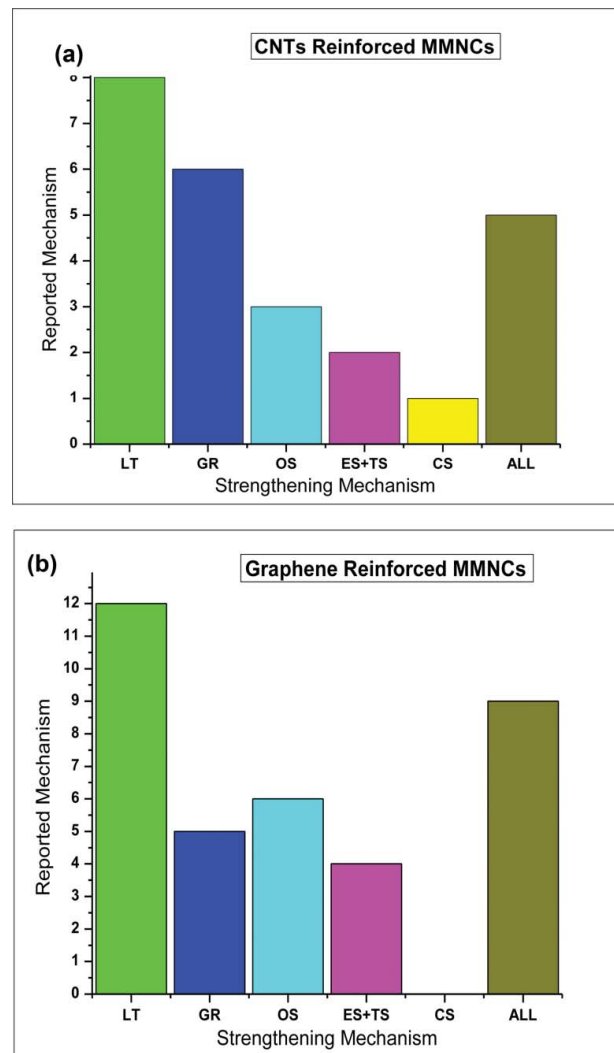 (a)
CNTs Reinforced MMNCs
8
7
6
5
4
3
2
1
0
Reported Mechanism
LT GR OS ES+TS CS ALL
Strengthening Mechanism
(b)
Graphene Reinforced MMNCs
12
11
10
9
8
7
6
5
4
3
2
1
0
Reported Mechanism
LT GR OS ES+TS CS ALL
Strengthening Mechanism